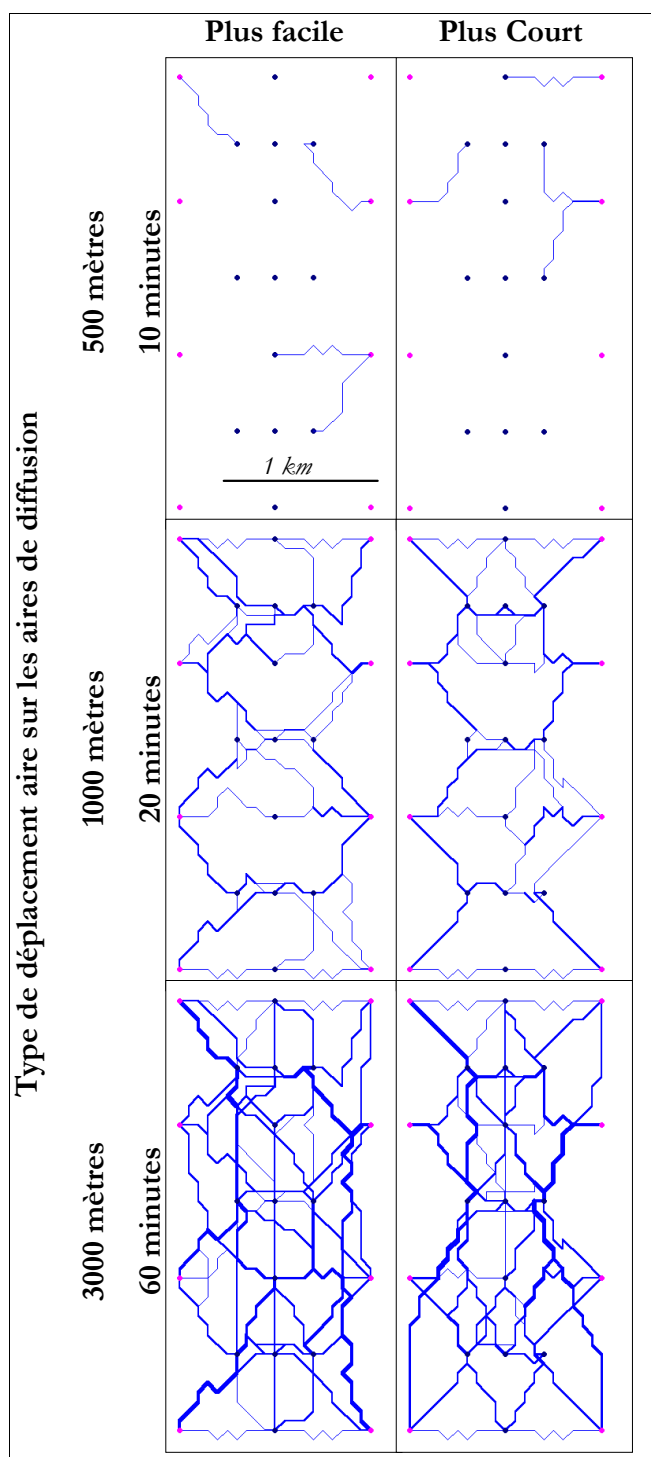 Plus facile
Plus Court
Type de déplacement aire sur les aires de diffusion
500 mètres
10 minutes
1 km
1000 mètres
20 minutes
3000 mètres
60 minutes